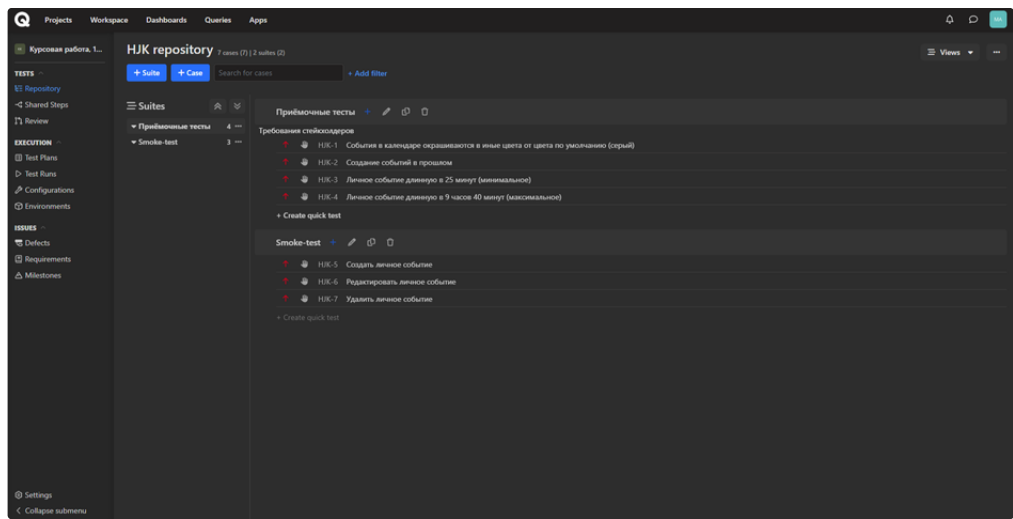 Projects Workspace Dashboards Queries Apps
Курсовая работа, 1...
HJK repository 7 cases (7) | 2 suites (2)
Views
+ Suite + Case Search for cases + Add filter
TESTS
Repository
Shared Steps
Review
EXECUTION
Test Plans
Test Runs
Configurations
Environments
ISSUES
Defects
Requirements
Milestones
Settings
Collapse submenu
Suites
Приёмочные тесты 4
Smoke-test 3
Приёмочные тесты +
Требования стейкхолдеров
HJK-1 События в календаре окрашиваются в иные цвета от цвета по умолчанию (серый)
HJK-2 Создание событий в прошлом
HJK-3 Личное событие длинную в 25 минут (минимальное)
HJK-4 Личное событие длинную в 9 часов 40 минут (максимальное)
+ Create quick test
Smoke-test +
HJK-5 Создать личное событие
HJK-6 Редактировать личное событие
HJK-7 Удалить личное событие
+ Create quick test